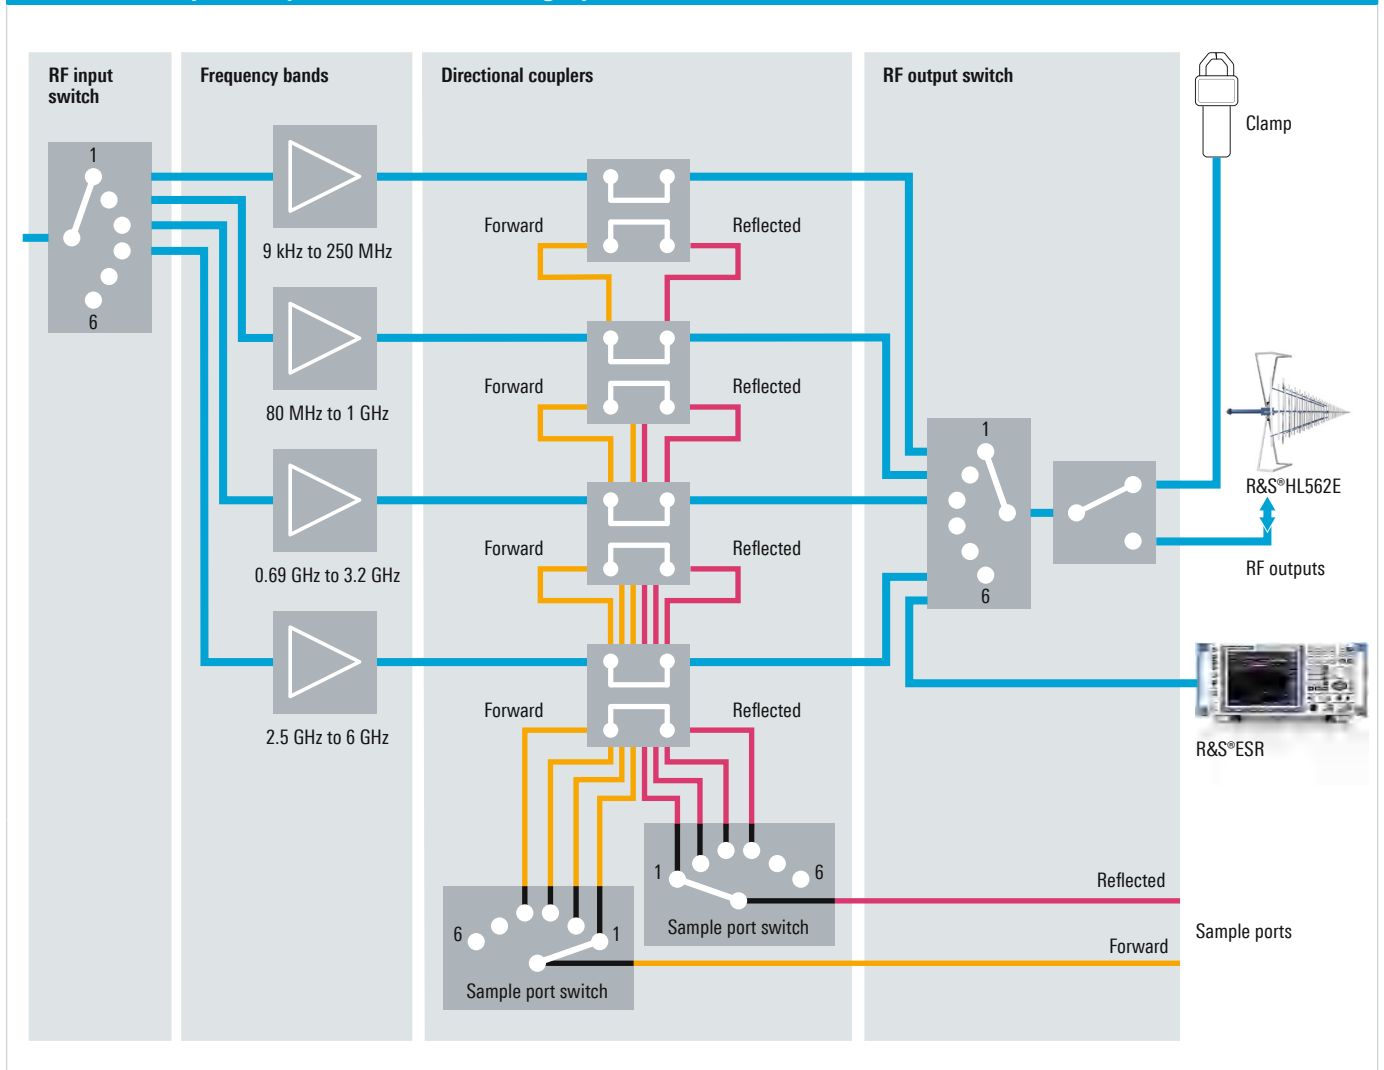 RF input
switch
Frequency bands
Directional couplers
RF output switch
1
6
9 kHz to 250 MHz
80 MHz to 1 GHz
0.69 GHz to 3.2 GHz
2.5 GHz to 6 GHz
Forward
Reflected
Forward
Reflected
Forward
Reflected
Forward
Reflected
1
6
Clamp
R&S®HL562E
RF outputs
R&S®ESR
1
6
Sample port switch
6
1
Sample port switch
Reflected
Forward
Sample ports